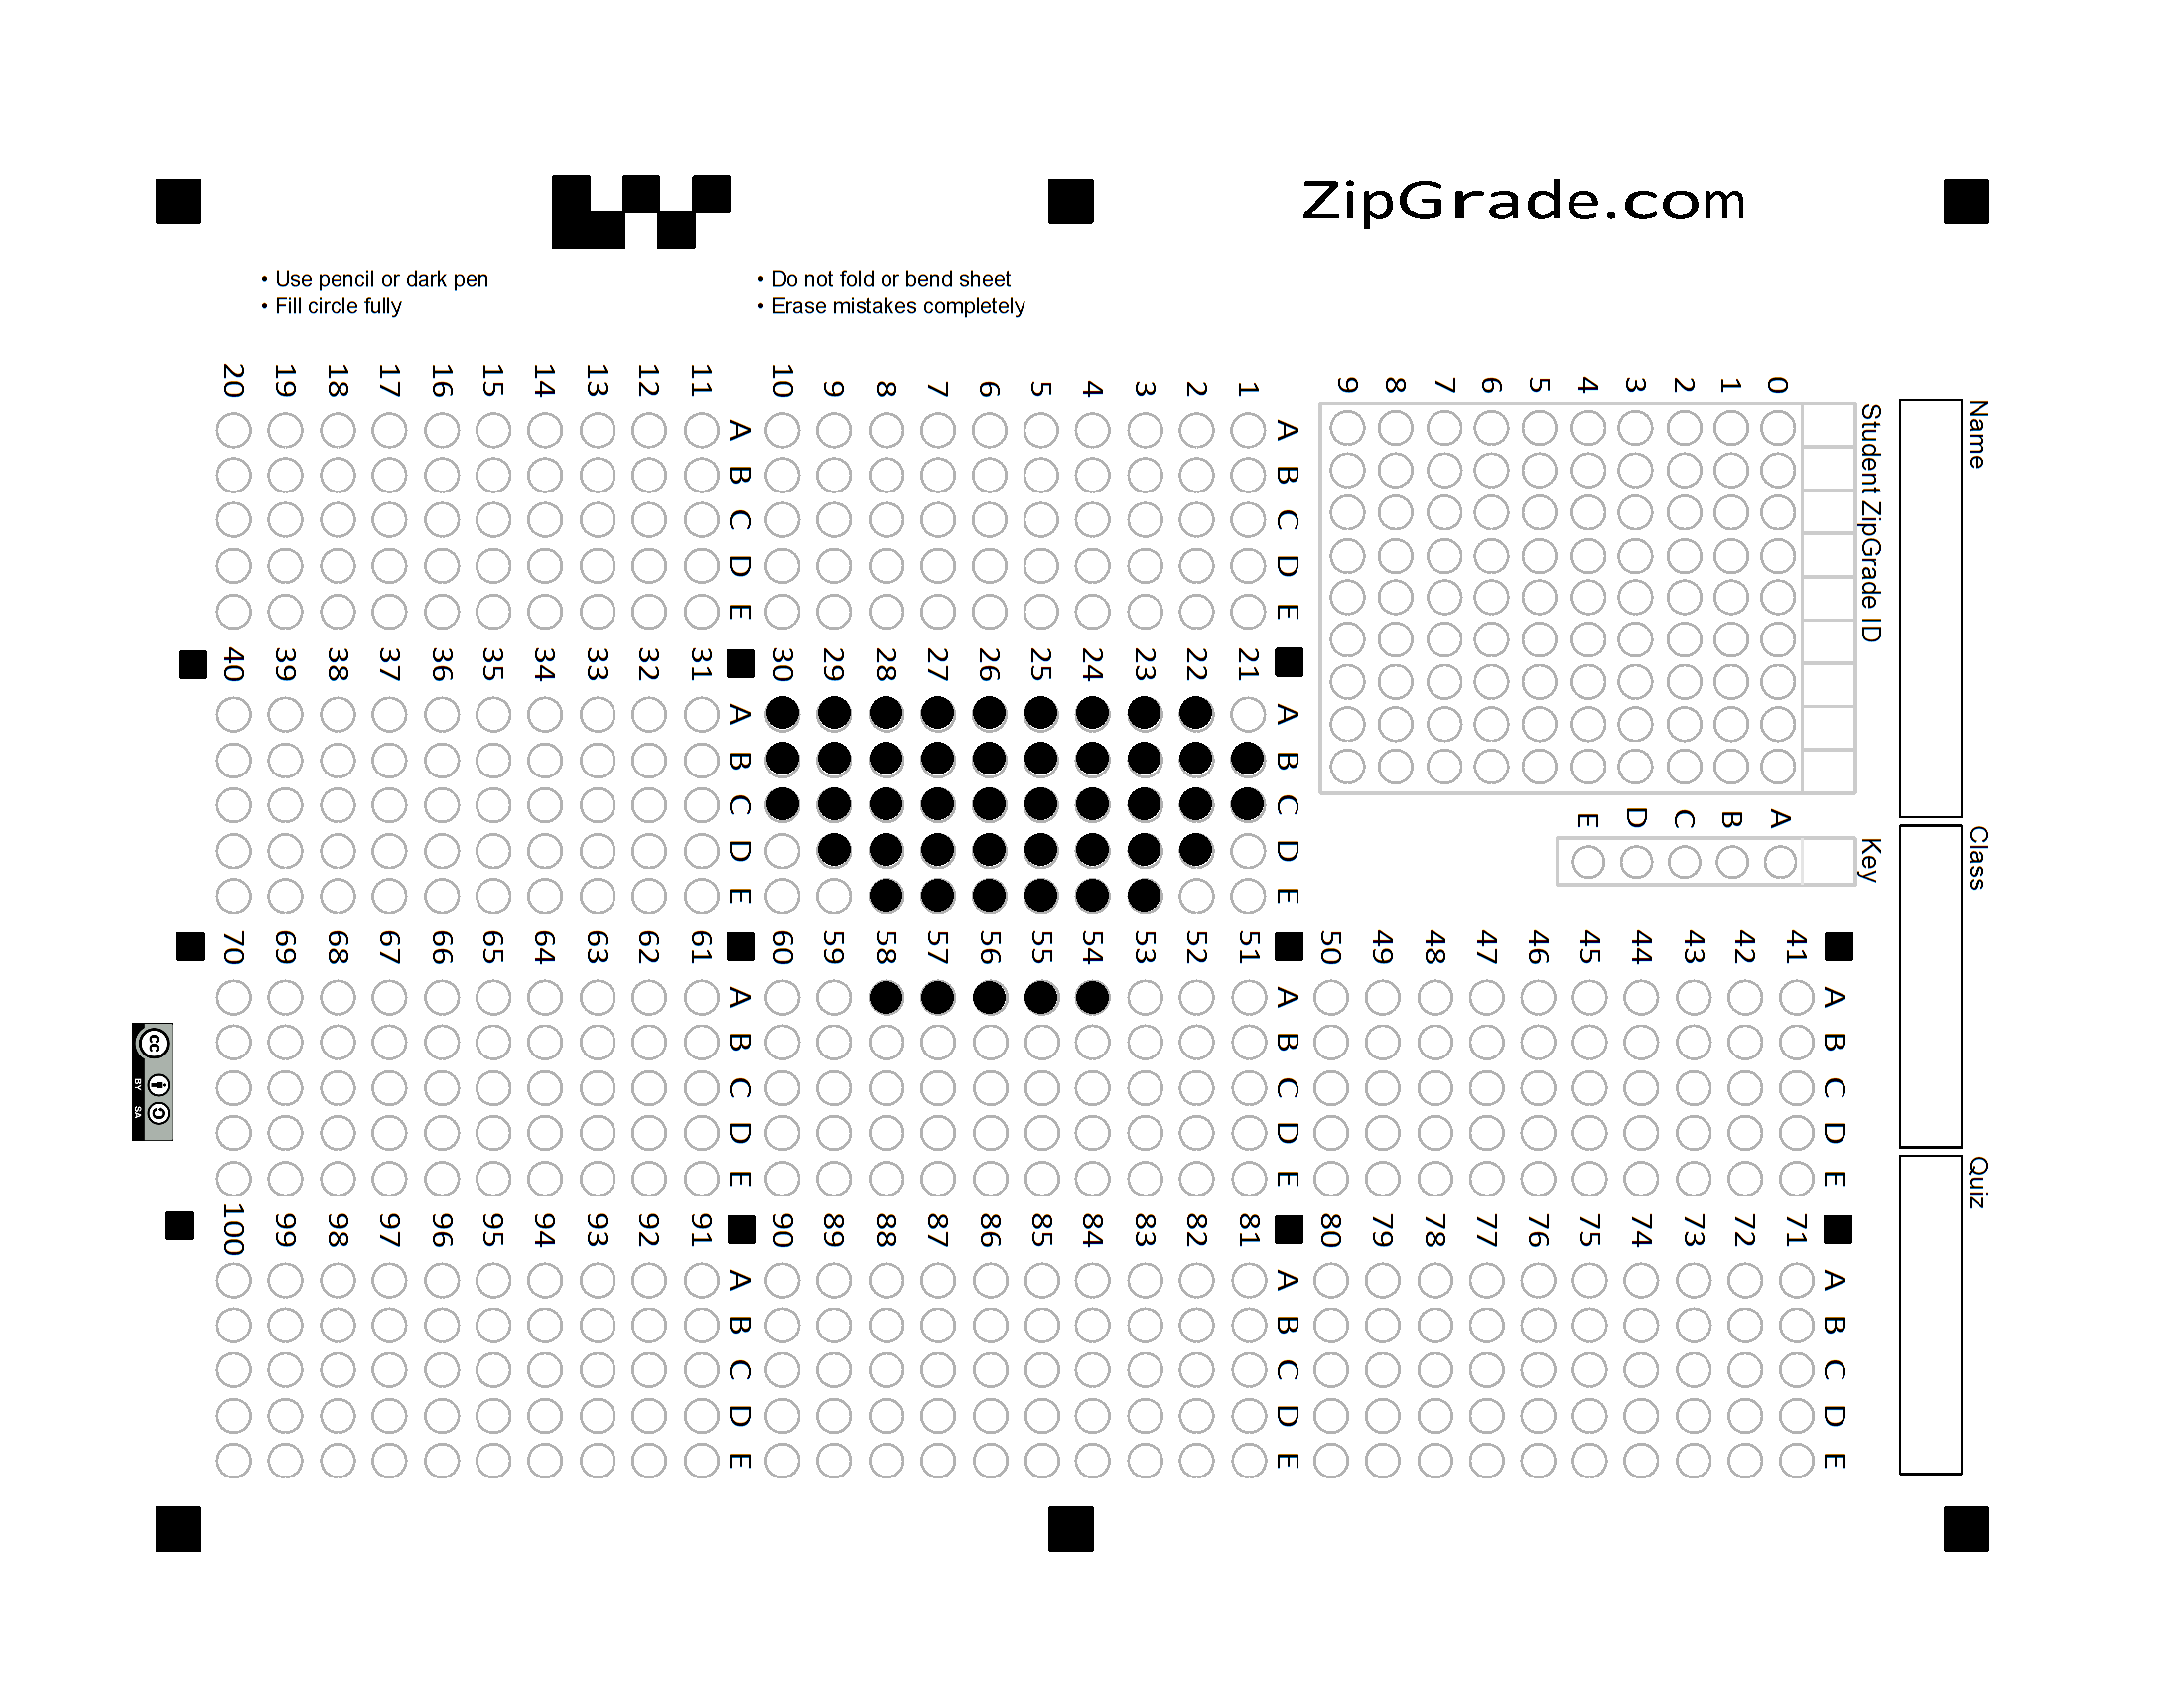 ZipGrade.com
• Use pencil or dark pen
• Fill circle fully
• Do not fold or bend sheet
• Erase mistakes completely
Name
Class
Quiz
Student ZipGrade ID
0 1 2 3 4 5 6 7 8 9
Key
A B C D E
A B C D E
1 2 3 4 5 6 7 8 9 10
A B C D E
11 12 13 14 15 16 17 18 19 20
A B C D E
21 22 23 24 25 26 27 28 29 30
A B C D E
31 32 33 34 35 36 37 38 39 40
A B C D E
41 42 43 44 45 46 47 48 49 50
A B C D E
51 52 53 54 55 56 57 58 59 60
A B C D E
61 62 63 64 65 66 67 68 69 70
A B C D E
71 72 73 74 75 76 77 78 79 80
A B C D E
81 82 83 84 85 86 87 88 89 90
A B C D E
91 92 93 94 95 96 97 98 99 100
cc BY SA